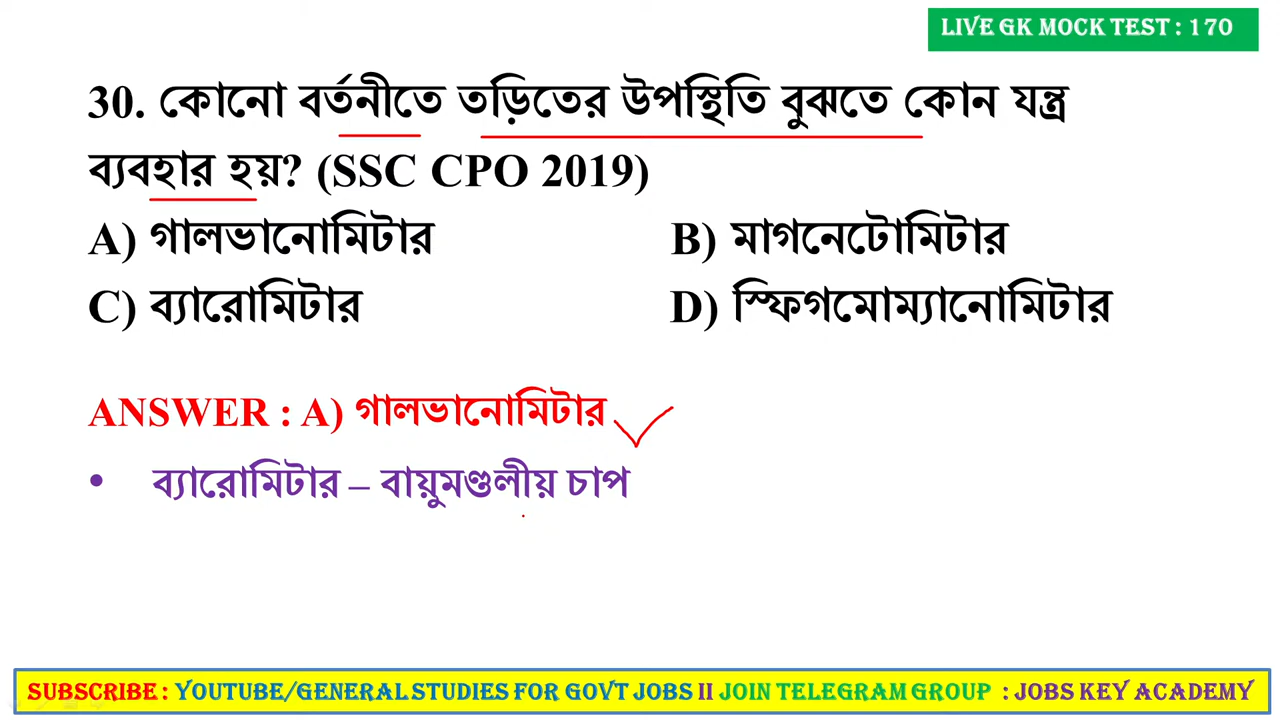 LIVE GK MOCK TEST : 170
30. কোনো বর্তনীতে তড়িতের উপস্থিতি বুঝতে কোন যন্ত্র
ব্যবহার হয়? (SSC CPO 2019)
A) গালভানোমিটার B) মাগনেটোমিটার
C) ব্যারোমিটার D) স্ফিগমোম্যানোমিটার
ANSWER : A) গালভানোমিটার
• ব্যারোমিটার – বায়ুমণ্ডলীয় চাপ
SUBSCRIBE : YOUTUBE/GENERAL STUDIES FOR GOVT JOBS II JOIN TELEGRAM GROUP : JOBS KEY ACADEMY